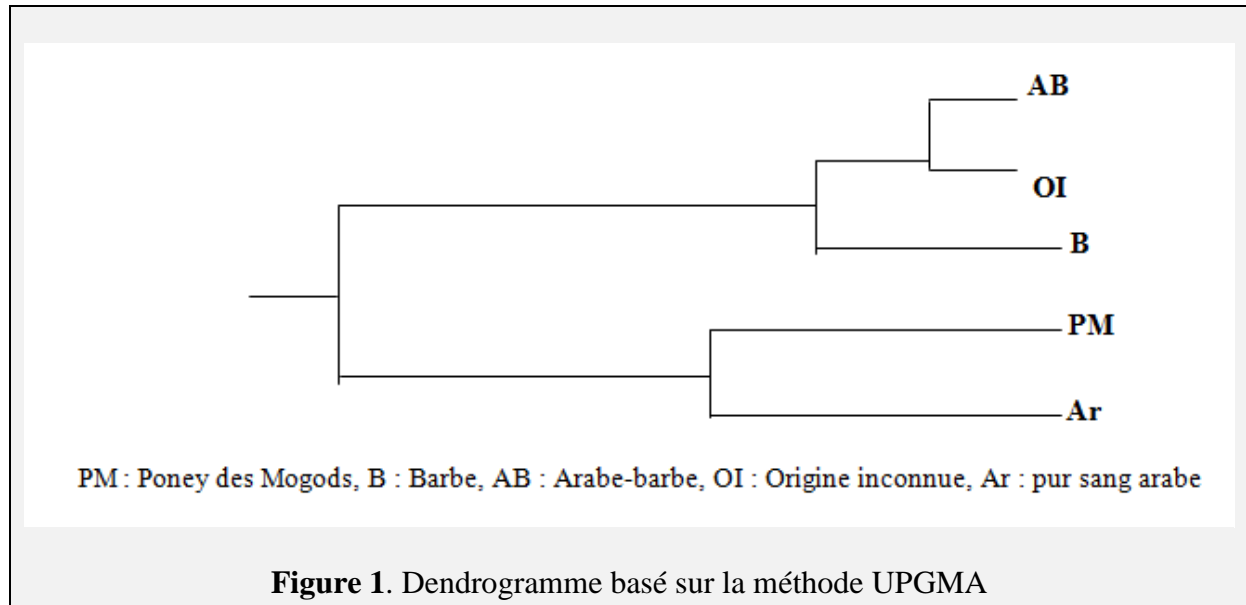 AB
OI
B
PM
Ar
PM : Poney des Mogods, B : Barbe, AB : Arabe-barbe, OI : Origine inconnue, Ar : pur sang arabe
Figure 1. Dendrogramme basé sur la méthode UPGMA